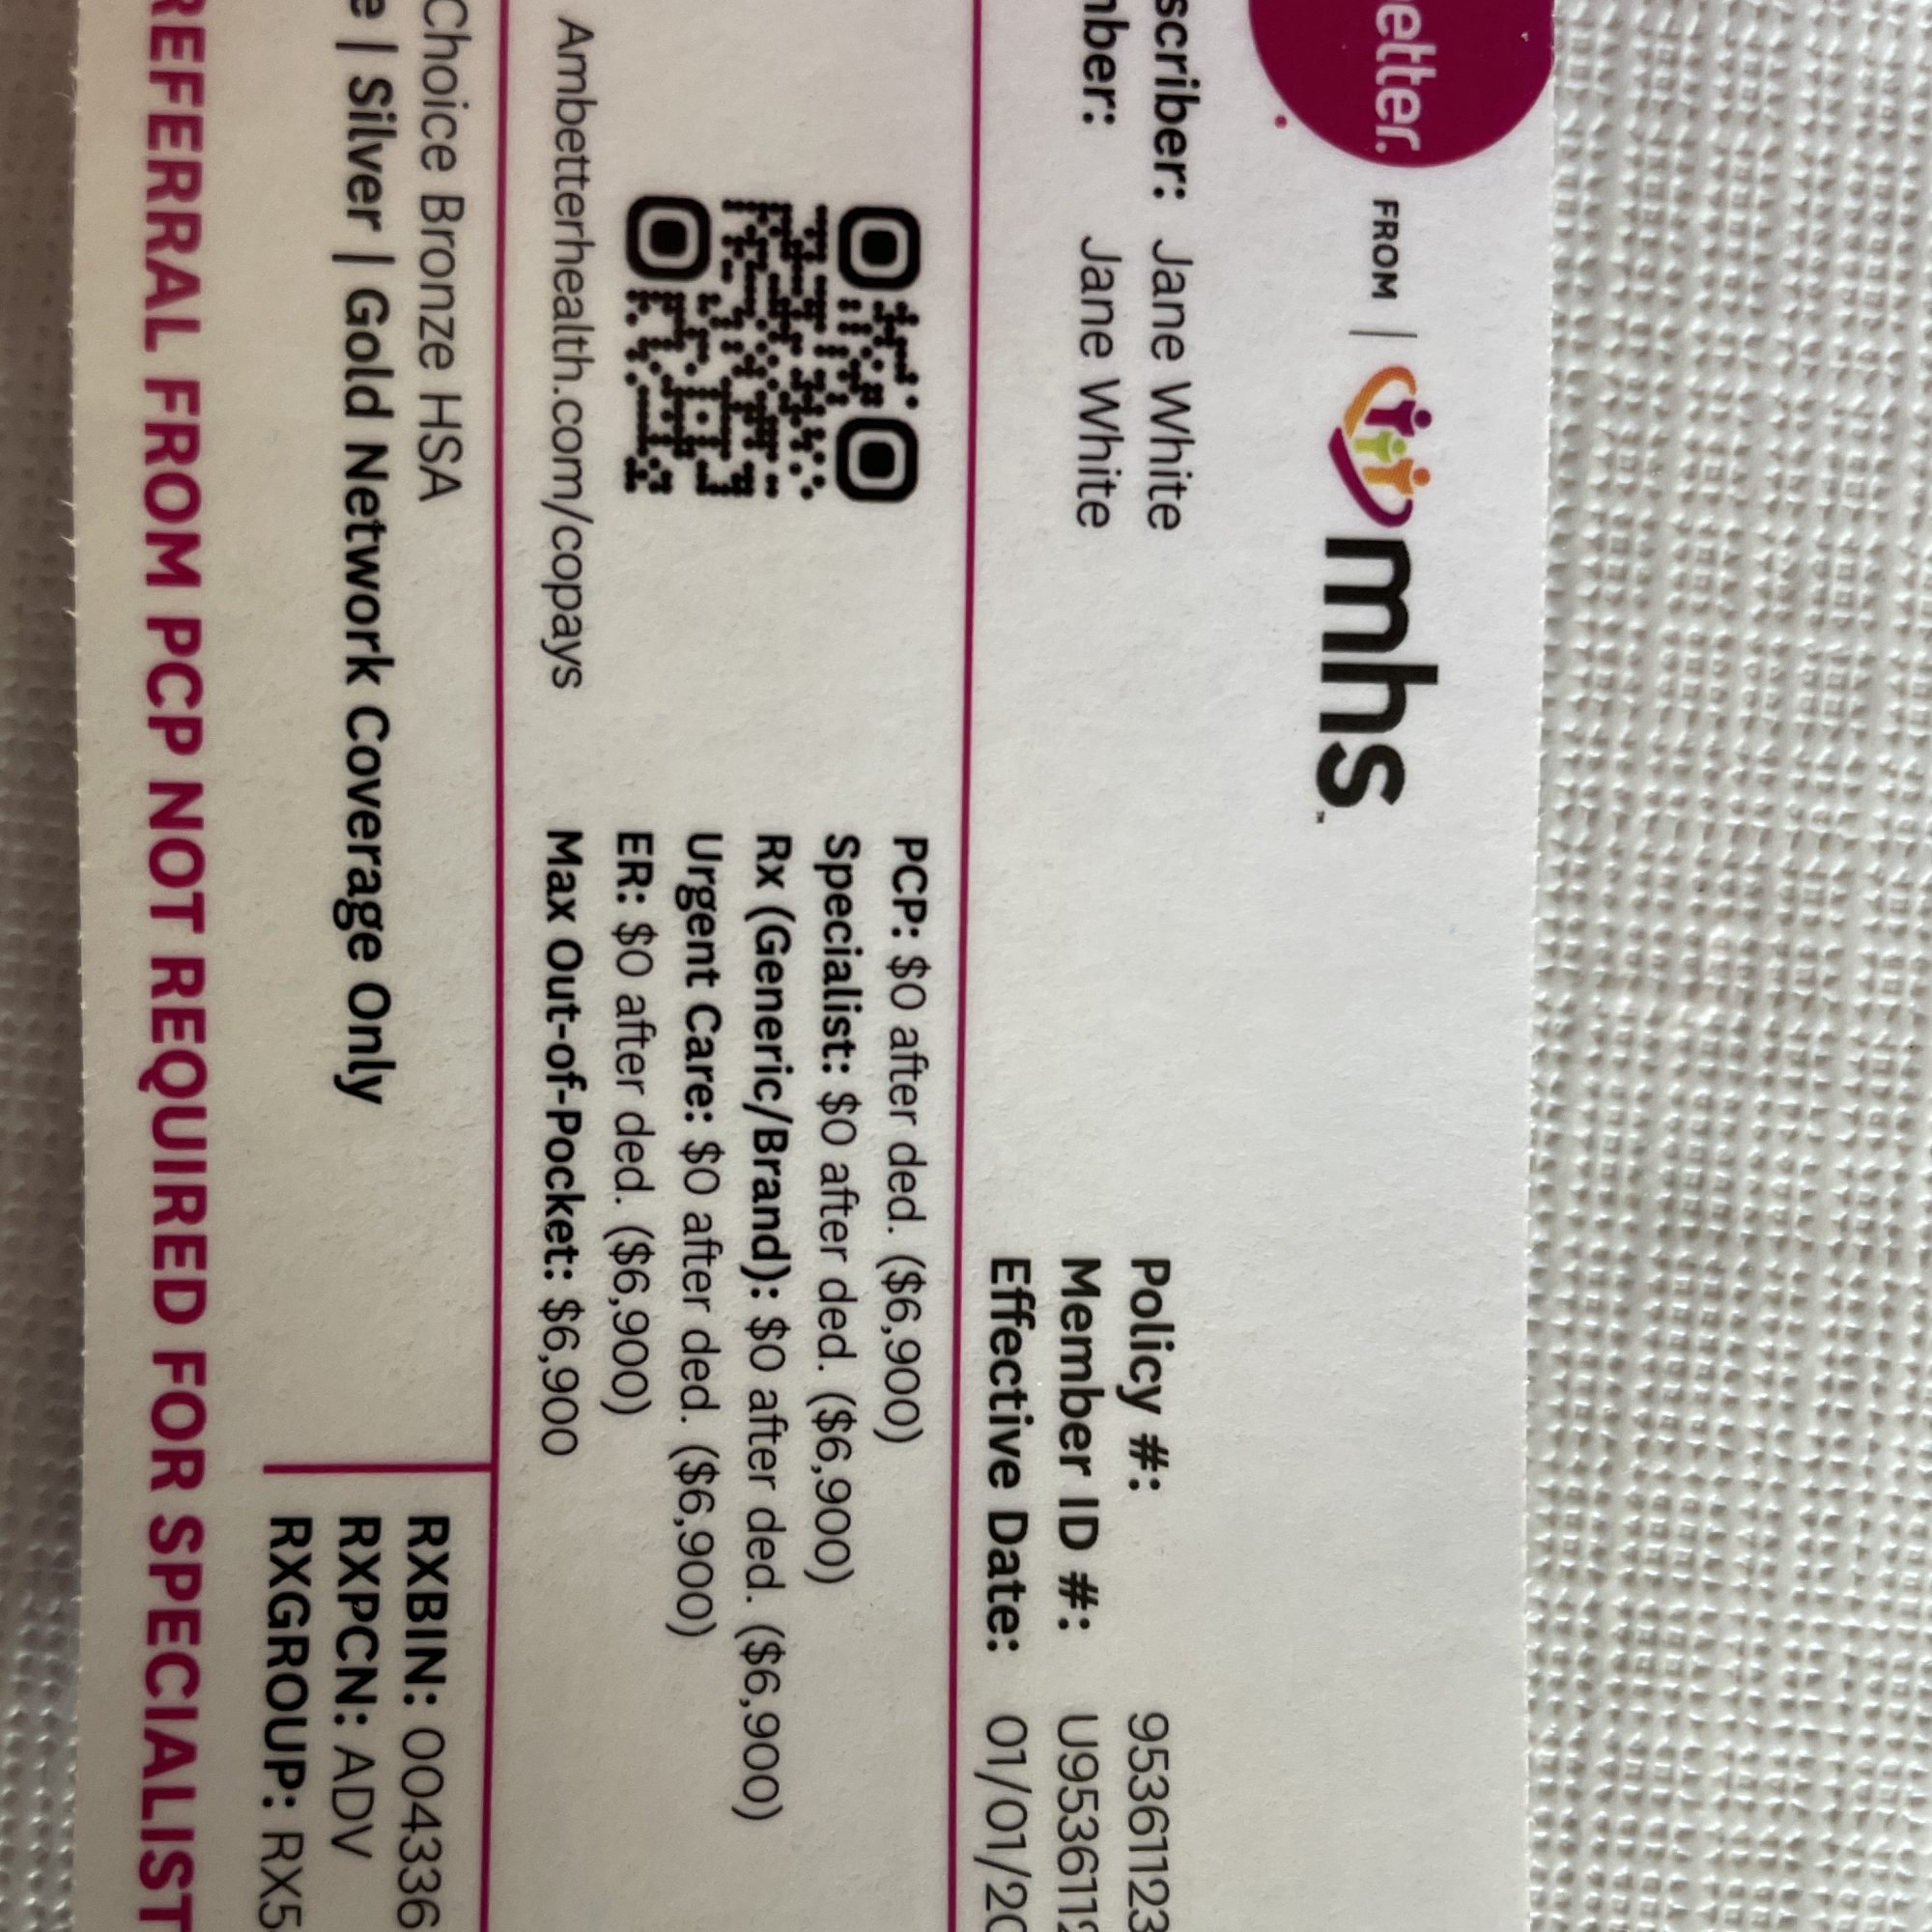 etter. FROM | mhs
scriber: Jane White
ber: Jane White
Policy #: 95361123
Member ID #: U9536112
Effective Date: 01/01/20
Ambetterhealth.com/copays
PCP: $0 after ded. ($6,900)
Specialist: $0 after ded. ($6,900)
Rx (Generic/Brand): $0 after ded. ($6,900)
Urgent Care: $0 after ded. ($6,900)
ER: $0 after ded. ($6,900)
Max Out-of-Pocket: $6,900
Choice Bronze HSA
e | Silver | Gold Network Coverage Only
RXBIN: 004336
RXPCN: ADV
RXGROUP: RX5
REFERRAL FROM PCP NOT REQUIRED FOR SPECIALIST